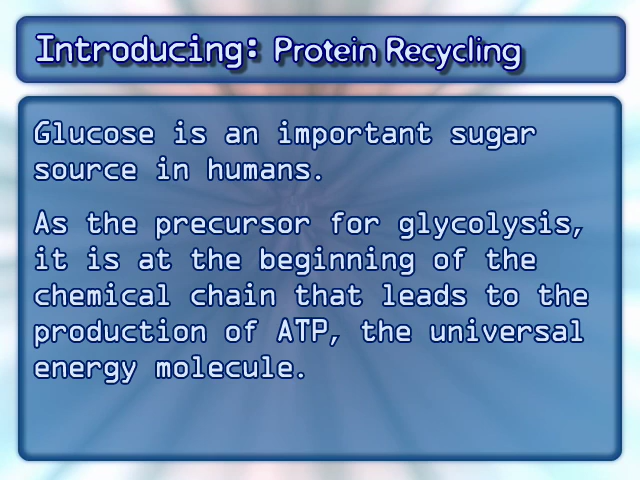 Introducing: Protein Recycling
Glucose is an important sugar
source in humans.
As the precursor for glycolysis,
it is at the beginning of the
chemical chain that leads to the
production of ATP, the universal
energy molecule.